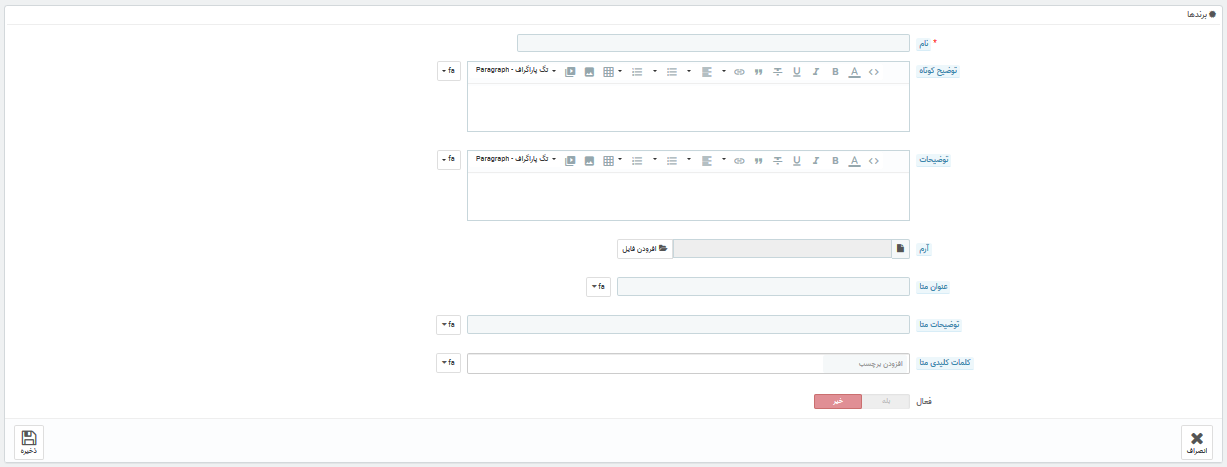 برندها
* نام
توضیح کوتاه
Paragraph - تگ پاراگراف
fa
توضیحات
Paragraph - تگ پاراگراف
fa
آرم
افزودن فایل
عنوان متا
fa
توضیحات متا
fa
کلمات کلیدی متا
افزودن برچسب
fa
فعال
بله
خیر
انصراف
ذخیره